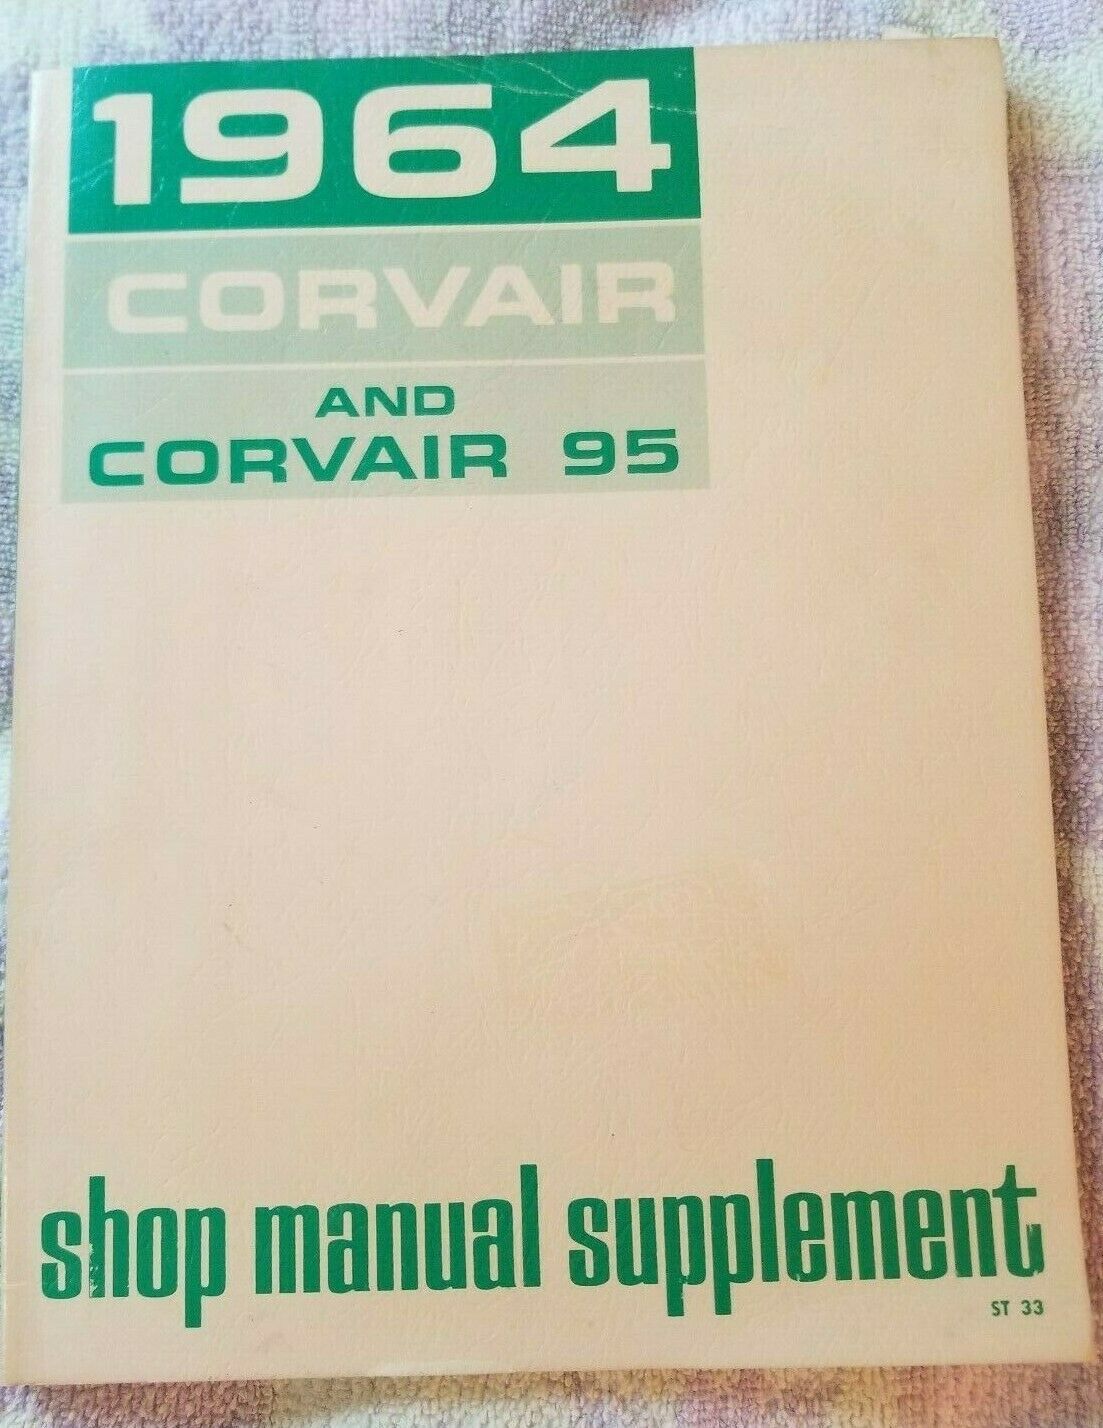 1964
CORVAIR
AND
CORVAIR 95
shop manual supplement
ST 33